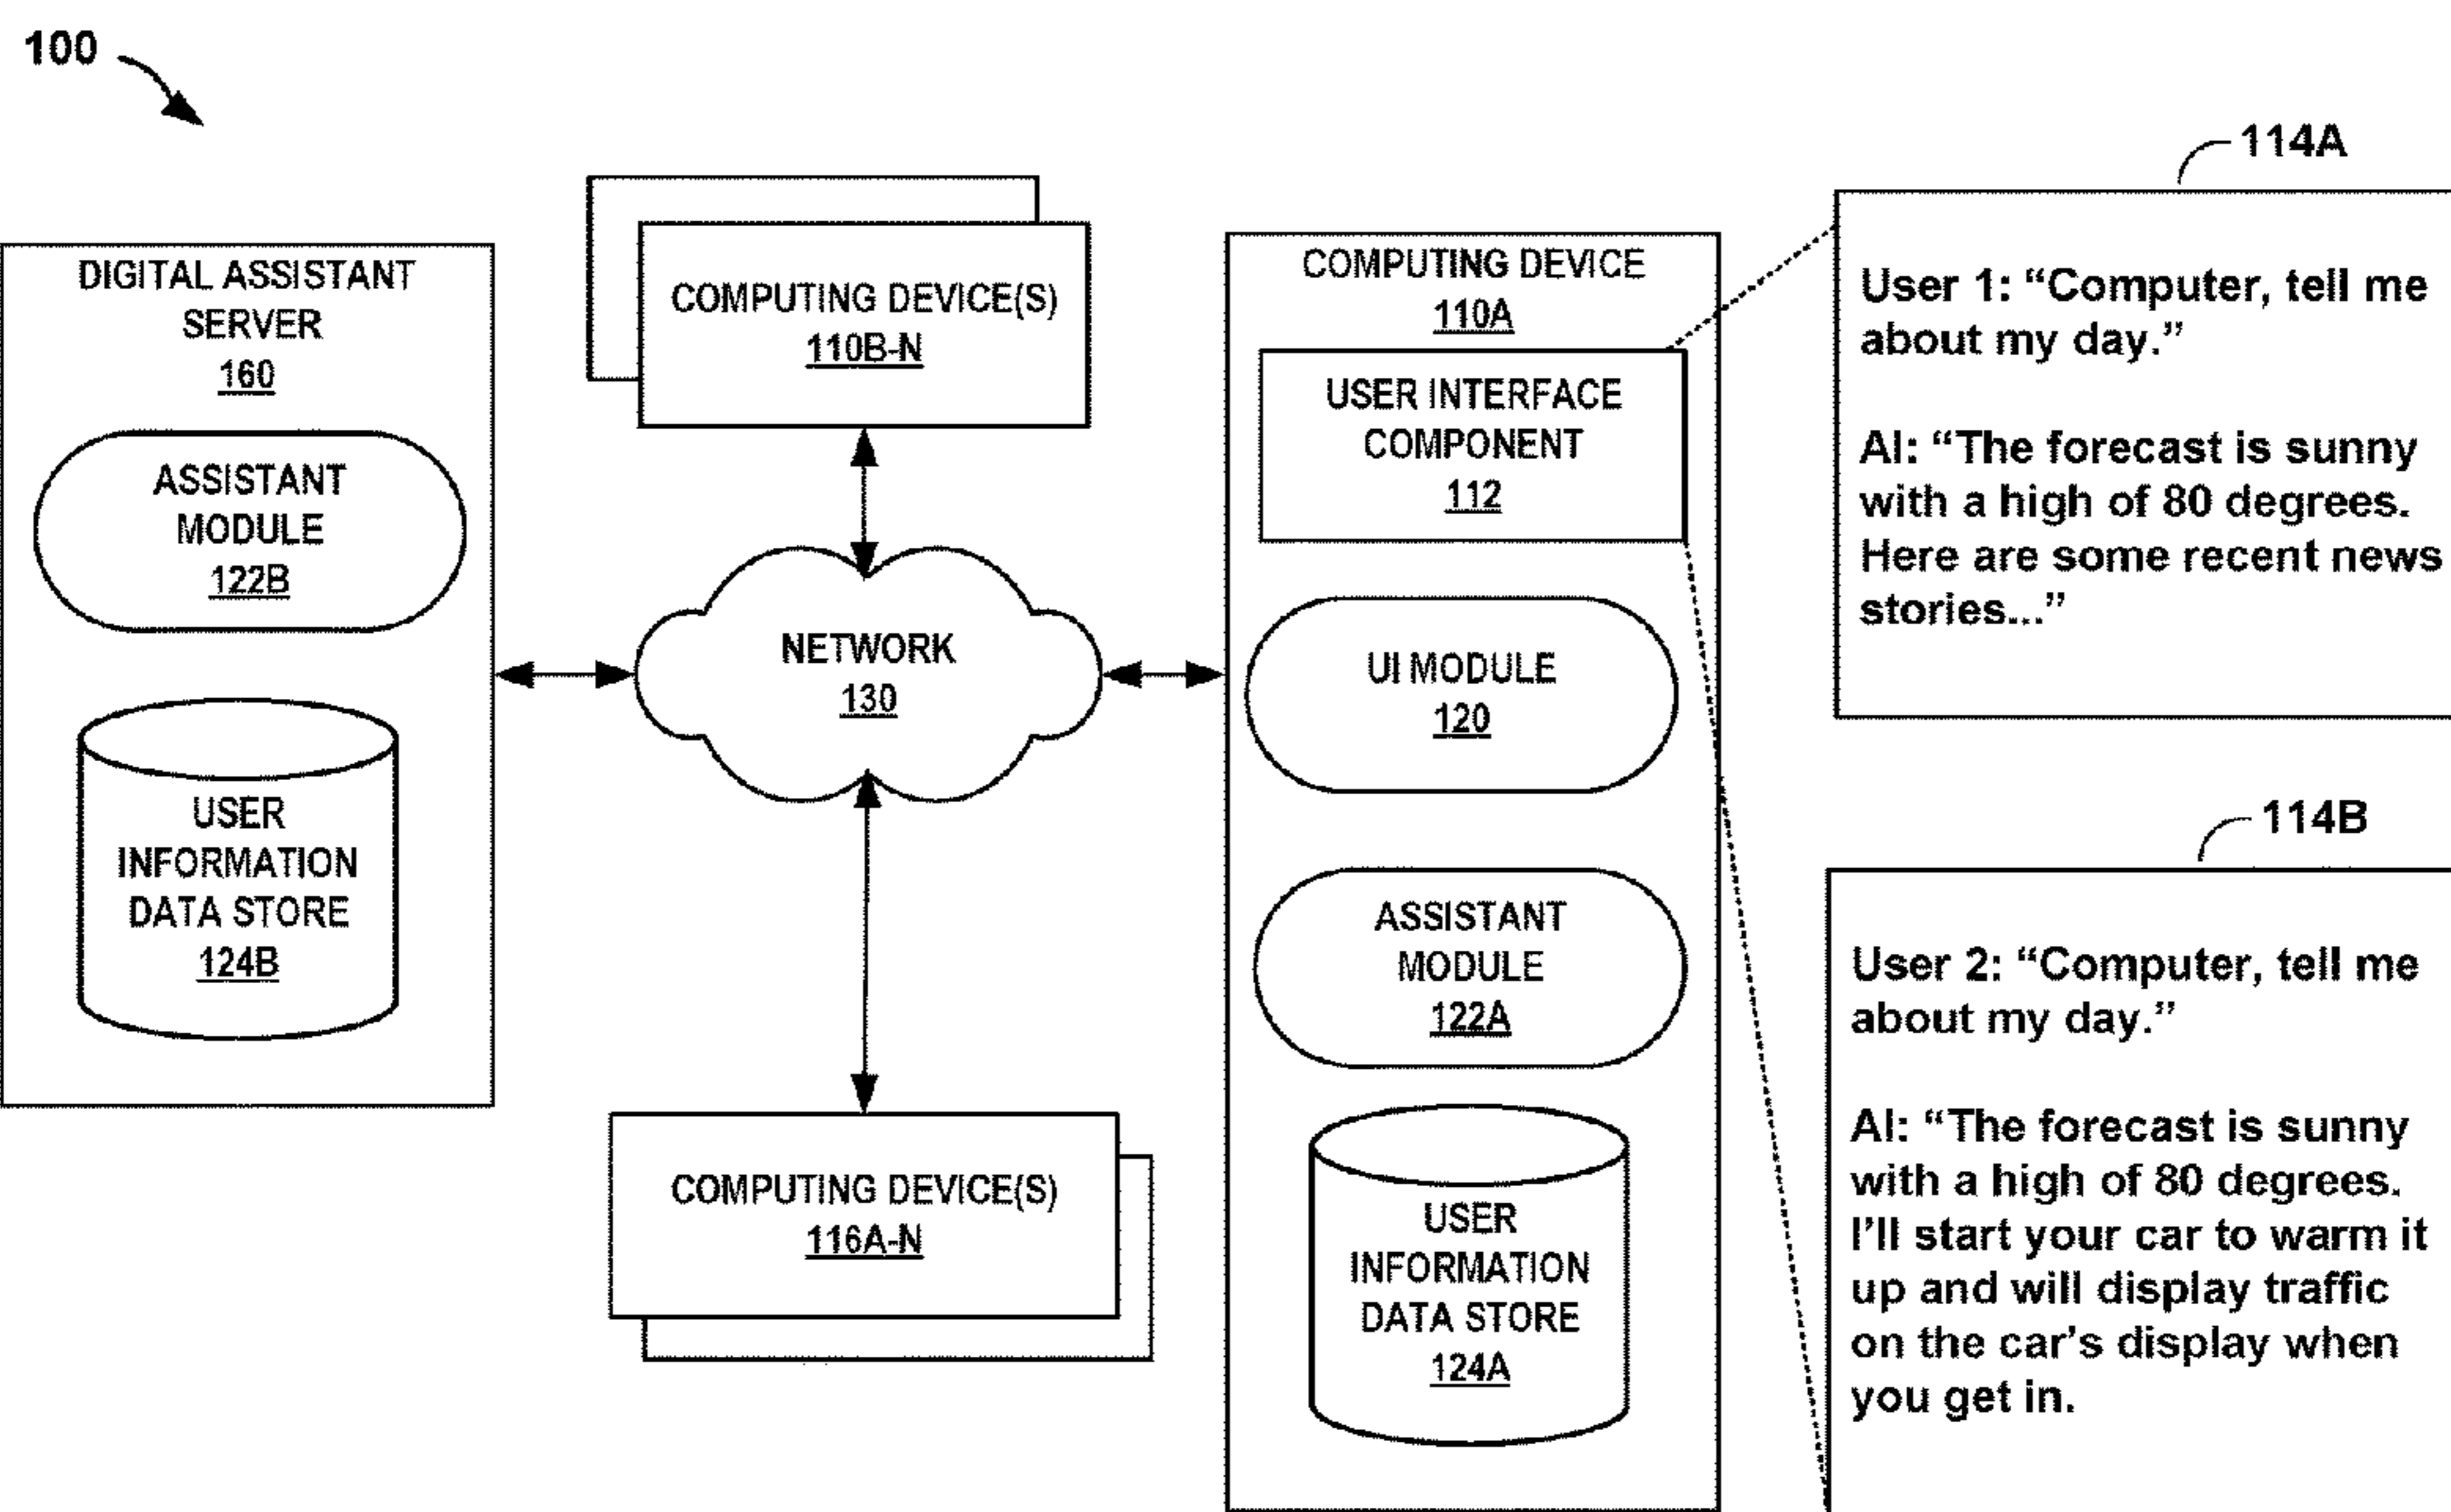 100
DIGITAL ASSISTANT
SERVER
160
ASSISTANT
MODULE
122B
USER
INFORMATION
DATA STORE
124B
COMPUTING DEVICE(S)
110B-N
NETWORK
130
COMPUTING DEVICE(S)
116A-N
COMPUTING DEVICE
110A
USER INTERFACE
COMPONENT
112
UI MODULE
120
ASSISTANT
MODULE
122A
USER
INFORMATION
DATA STORE
124A
114A
User 1: “Computer, tell me
about my day.”
AI: “The forecast is sunny
with a high of 80 degrees.
Here are some recent news
stories...”
114B
User 2: “Computer, tell me
about my day.”
AI: “The forecast is sunny
with a high of 80 degrees.
I’ll start your car to warm it
up and will display traffic
on the car’s display when
you get in.